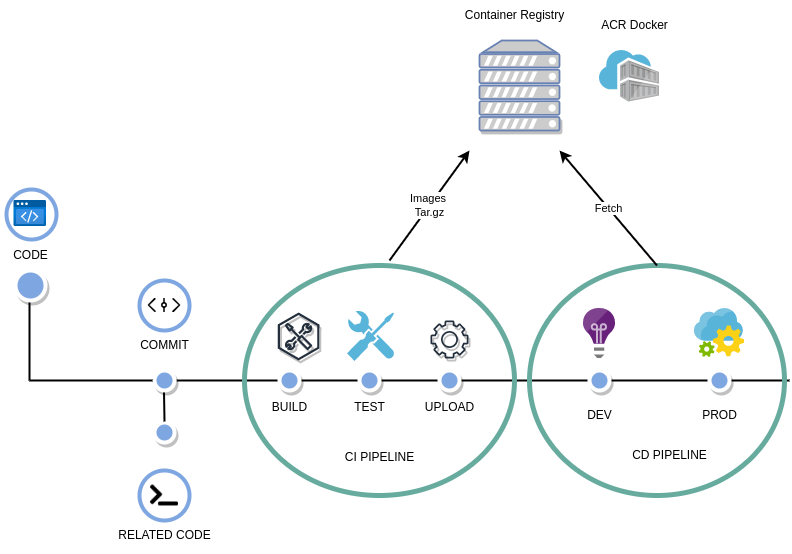 Container Registry
ACR Docker
Images
Tar.gz
Fetch
CODE
COMMIT
BUILD
TEST
UPLOAD
DEV
PROD
CI PIPELINE
CD PIPELINE
RELATED CODE